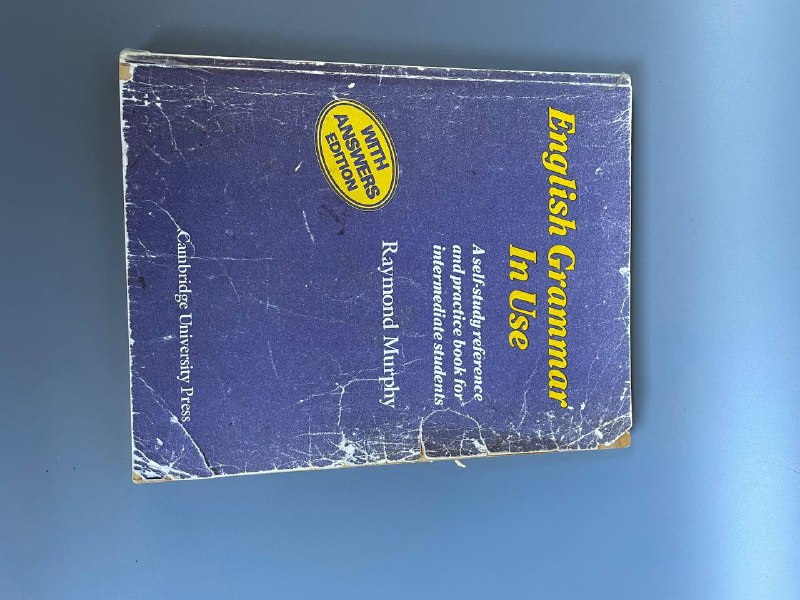 English Grammar
In Use
A self-study reference
and practice book for
intermediate students
Raymond Murphy
WITH
ANSWERS
EDITION
Cambridge University Press